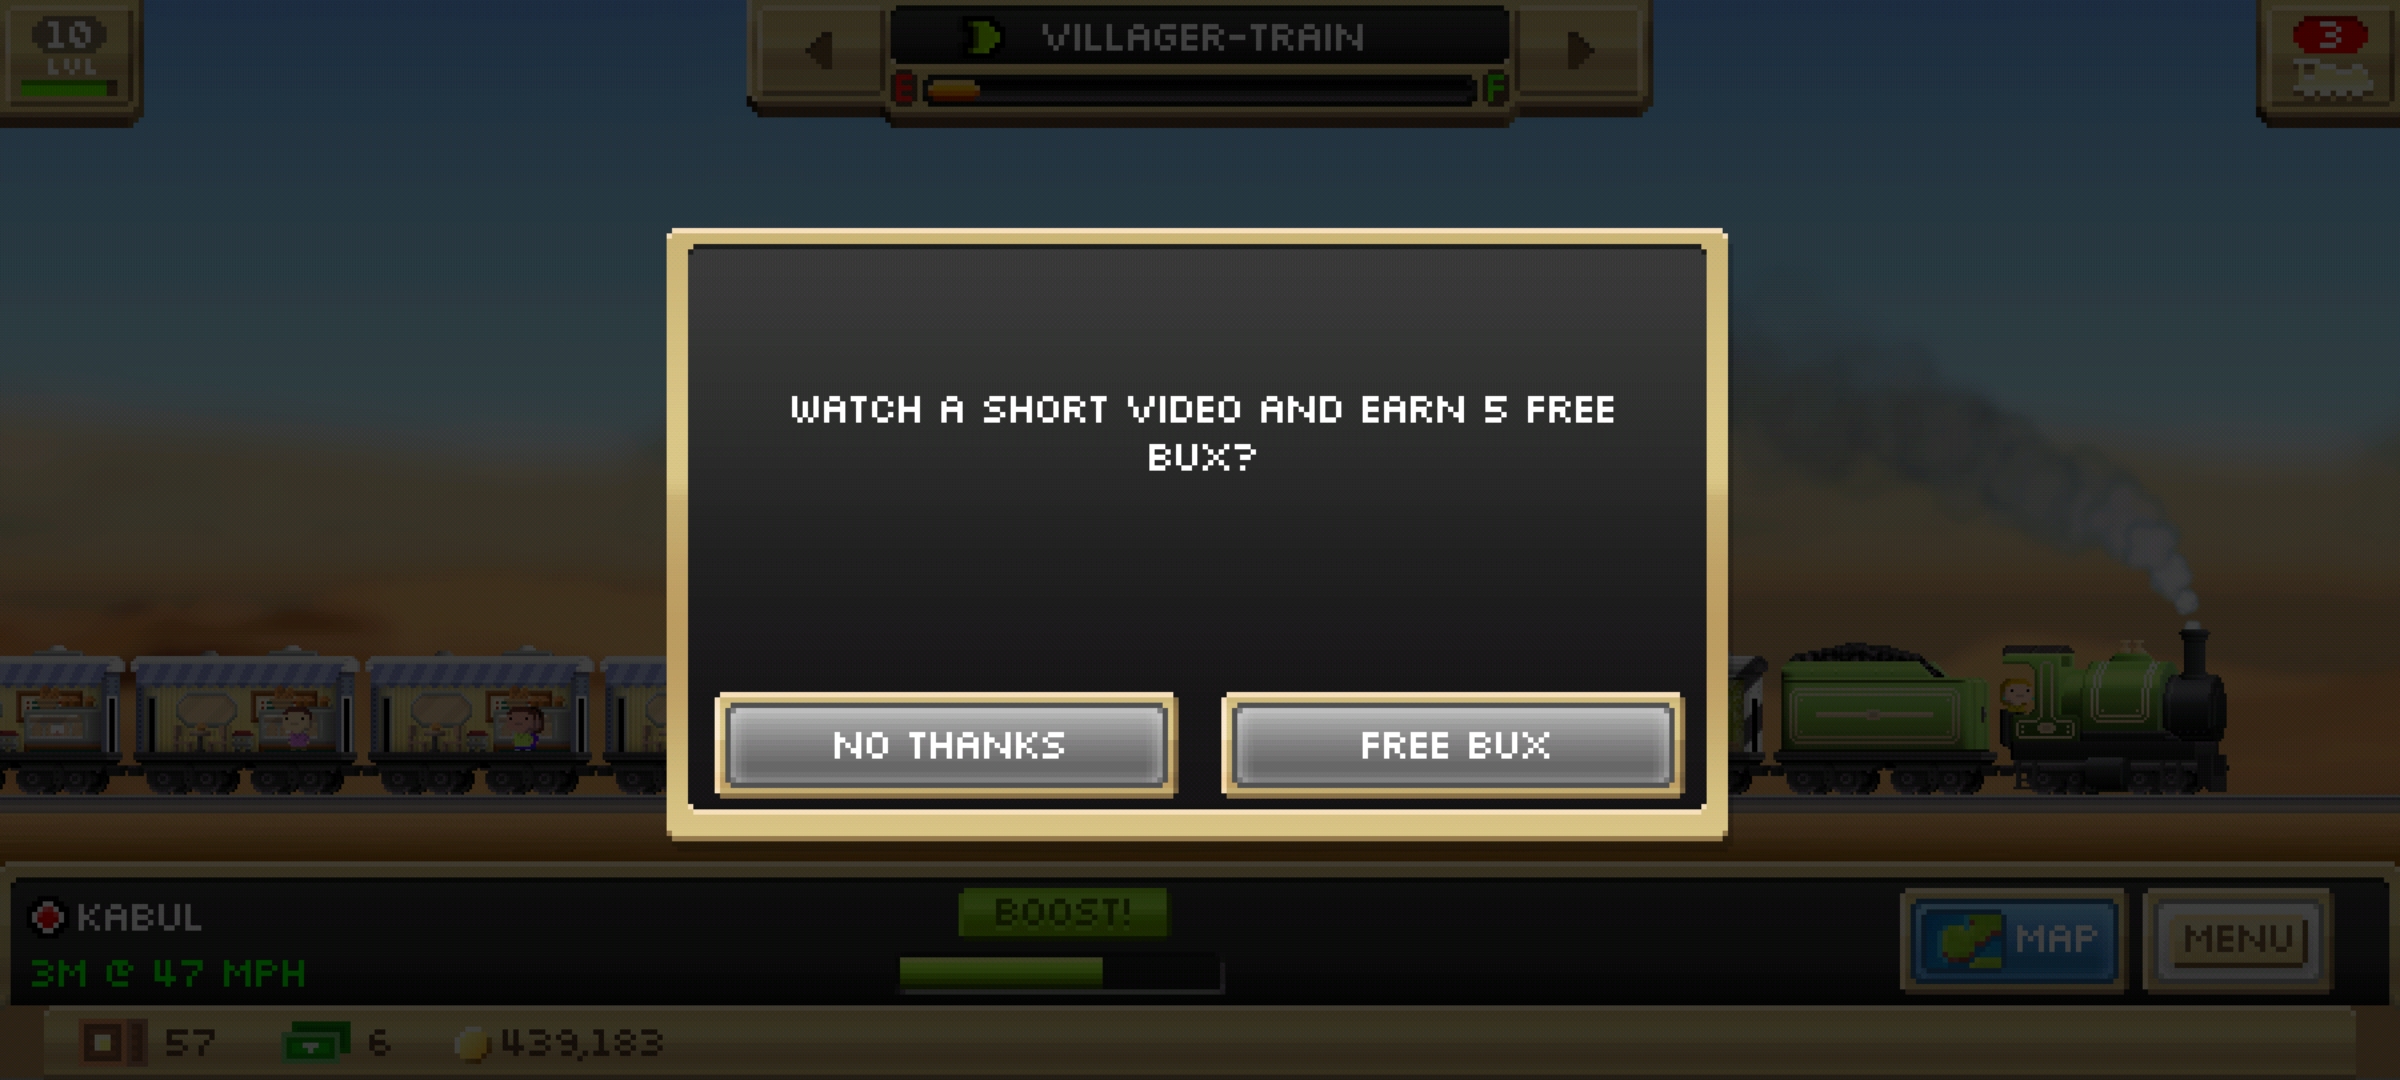 10
LVL
VILLAGER-TRAIN
E F
3
WATCH A SHORT VIDEO AND EARN 5 FREE
BUX?
NO THANKS
FREE BUX
KABUL
BOOST!
MAP
MENU
3M @ 47 MPH
57
6
439,183